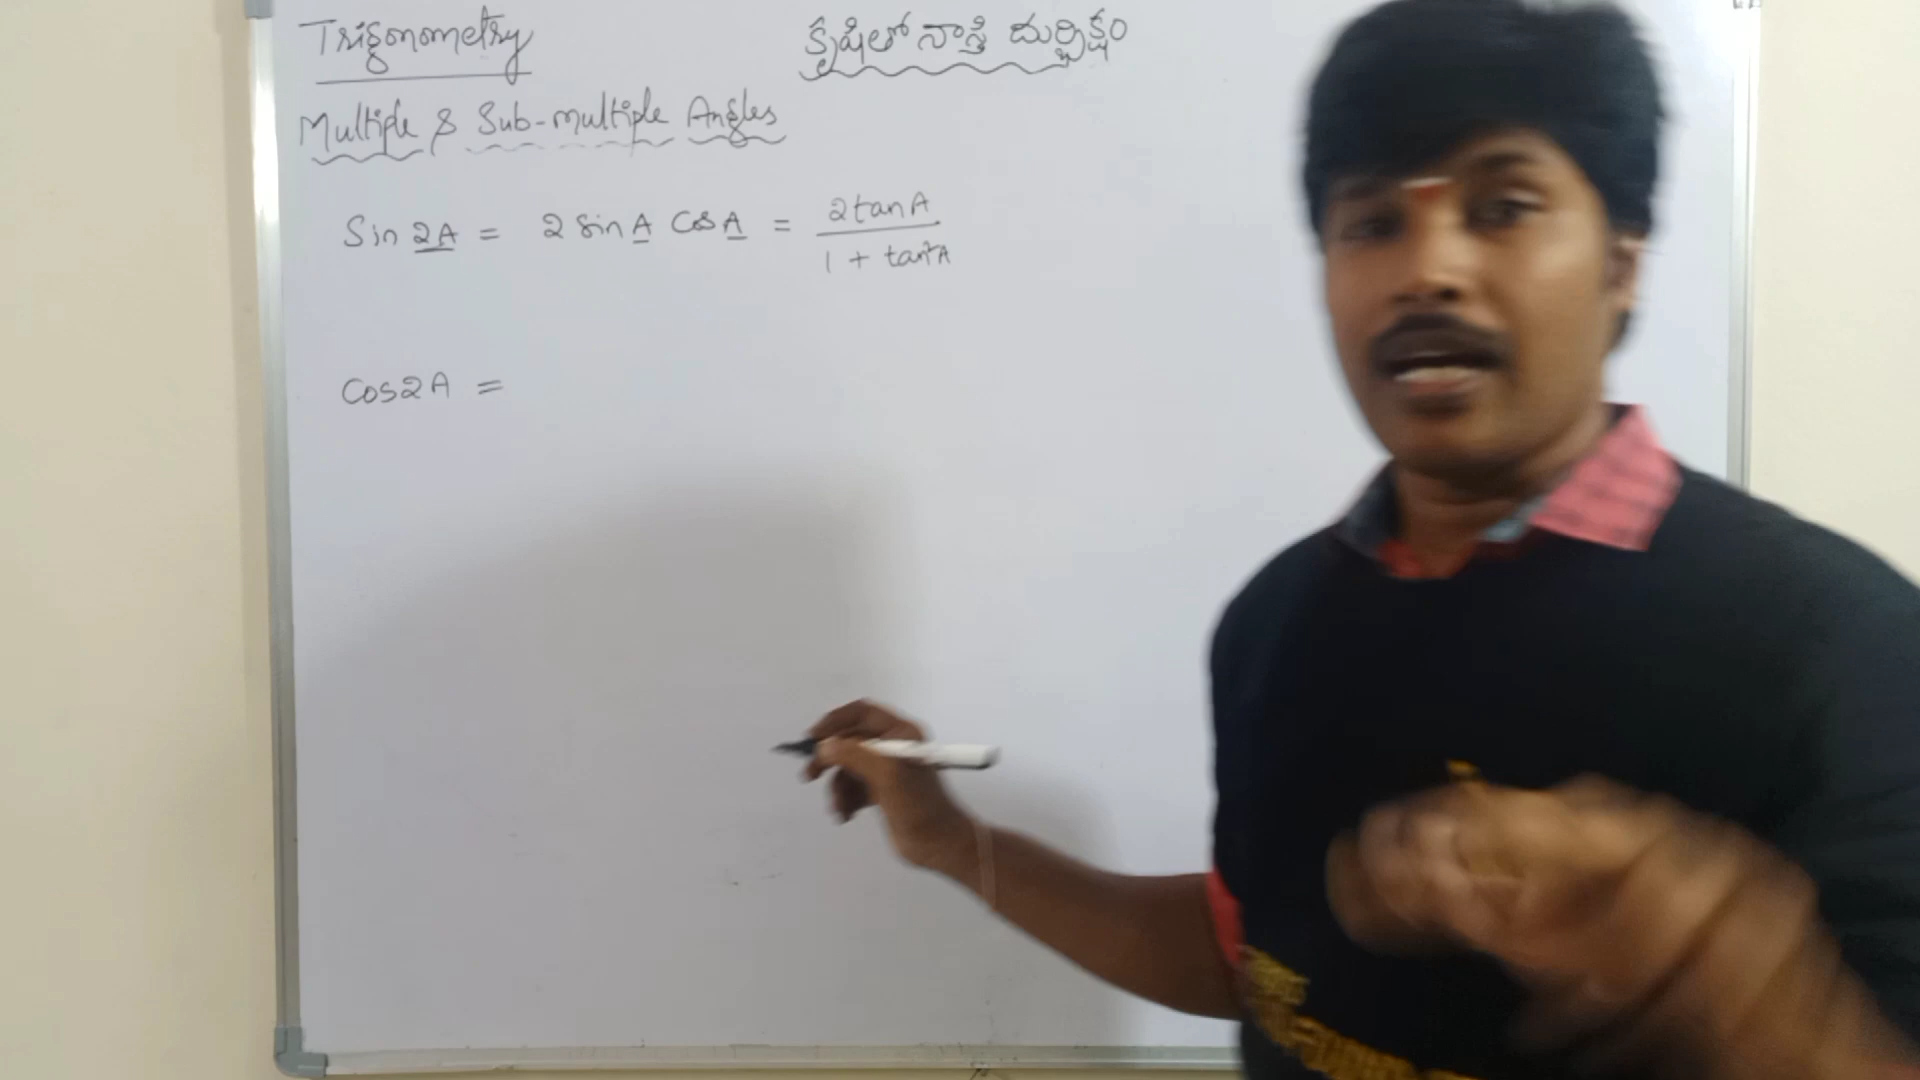 Trigonometry
కృషితో నాస్తి దుర్భిక్షం
Multiple & Sub-multiple Angles
Sin 2A = 2 Sin A Cos A = 2tanA / 1 + tan²A
Cos2A =